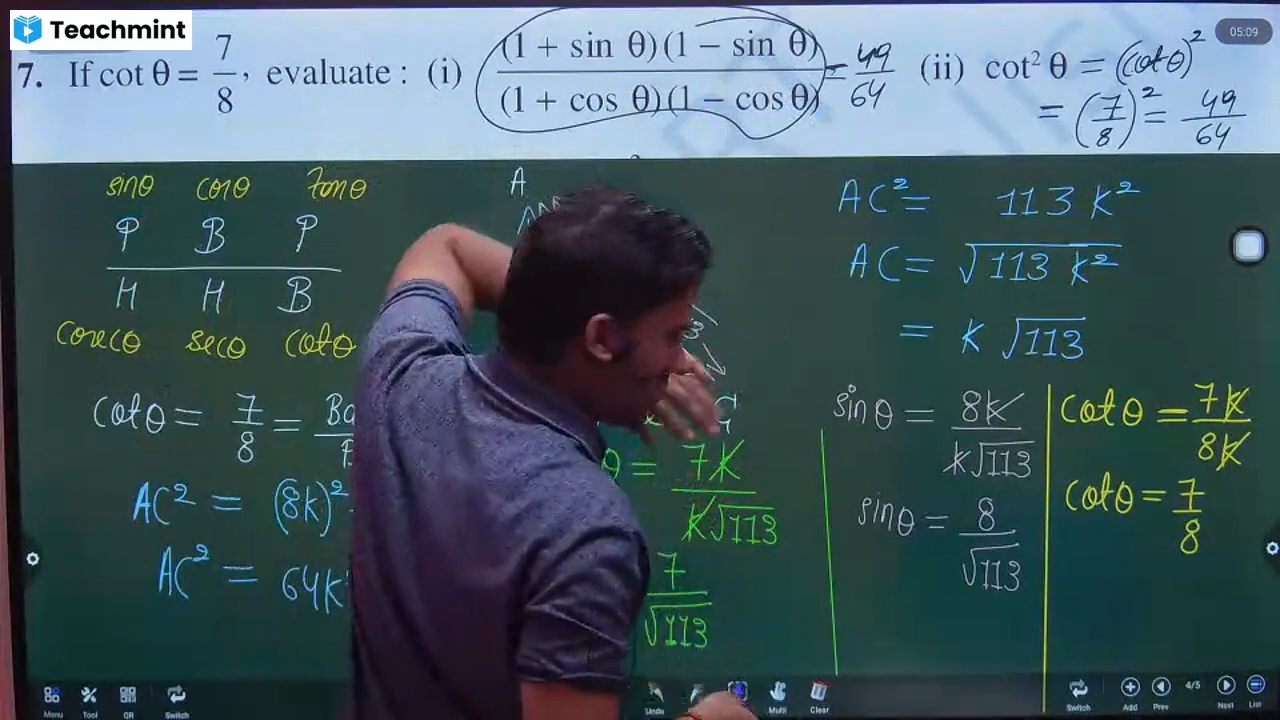 Teachmint
05:09
7. If cot θ = 7/8, evaluate : (i) (1 + sin θ)(1 − sin θ)/(1 + cos θ)(1 − cos θ) = 49/64 (ii) cot² θ = (cotθ)²
= (7/8)² = 49/64
sinθ cosθ tanθ
P B P
H H B
cosecθ secθ cotθ
cotθ = 7/8 =
AC² = (8k)²
AC² = 64k
A
θ = 7k/k√113
7/√113
AC² = 113 k²
AC = √113 k²
= k √113
sinθ = 8k/k√113
sinθ = 8/√113
cotθ = 7k/8k
cotθ = 7/8
Menu Tool QR Switch Undo Multi Clear Switch Add Prev 4/5 Next List